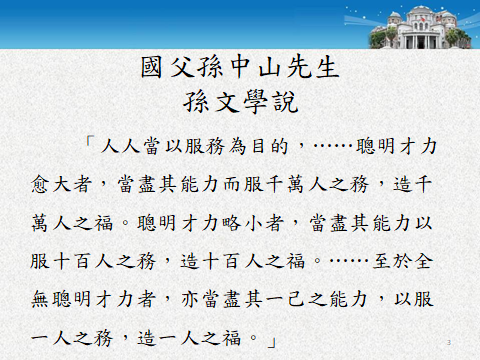 國父孫中山先生
孫文學說
「人人當以服務為目的,……聰明才力
愈大者,當盡其能力而服千萬人之務,造千
萬人之福。聰明才力略小者,當盡其能力以
服十百人之務,造十百人之福。……至於全
無聰明才力者,亦當盡其一己之能力,以服
一人之務,造一人之福。」
3